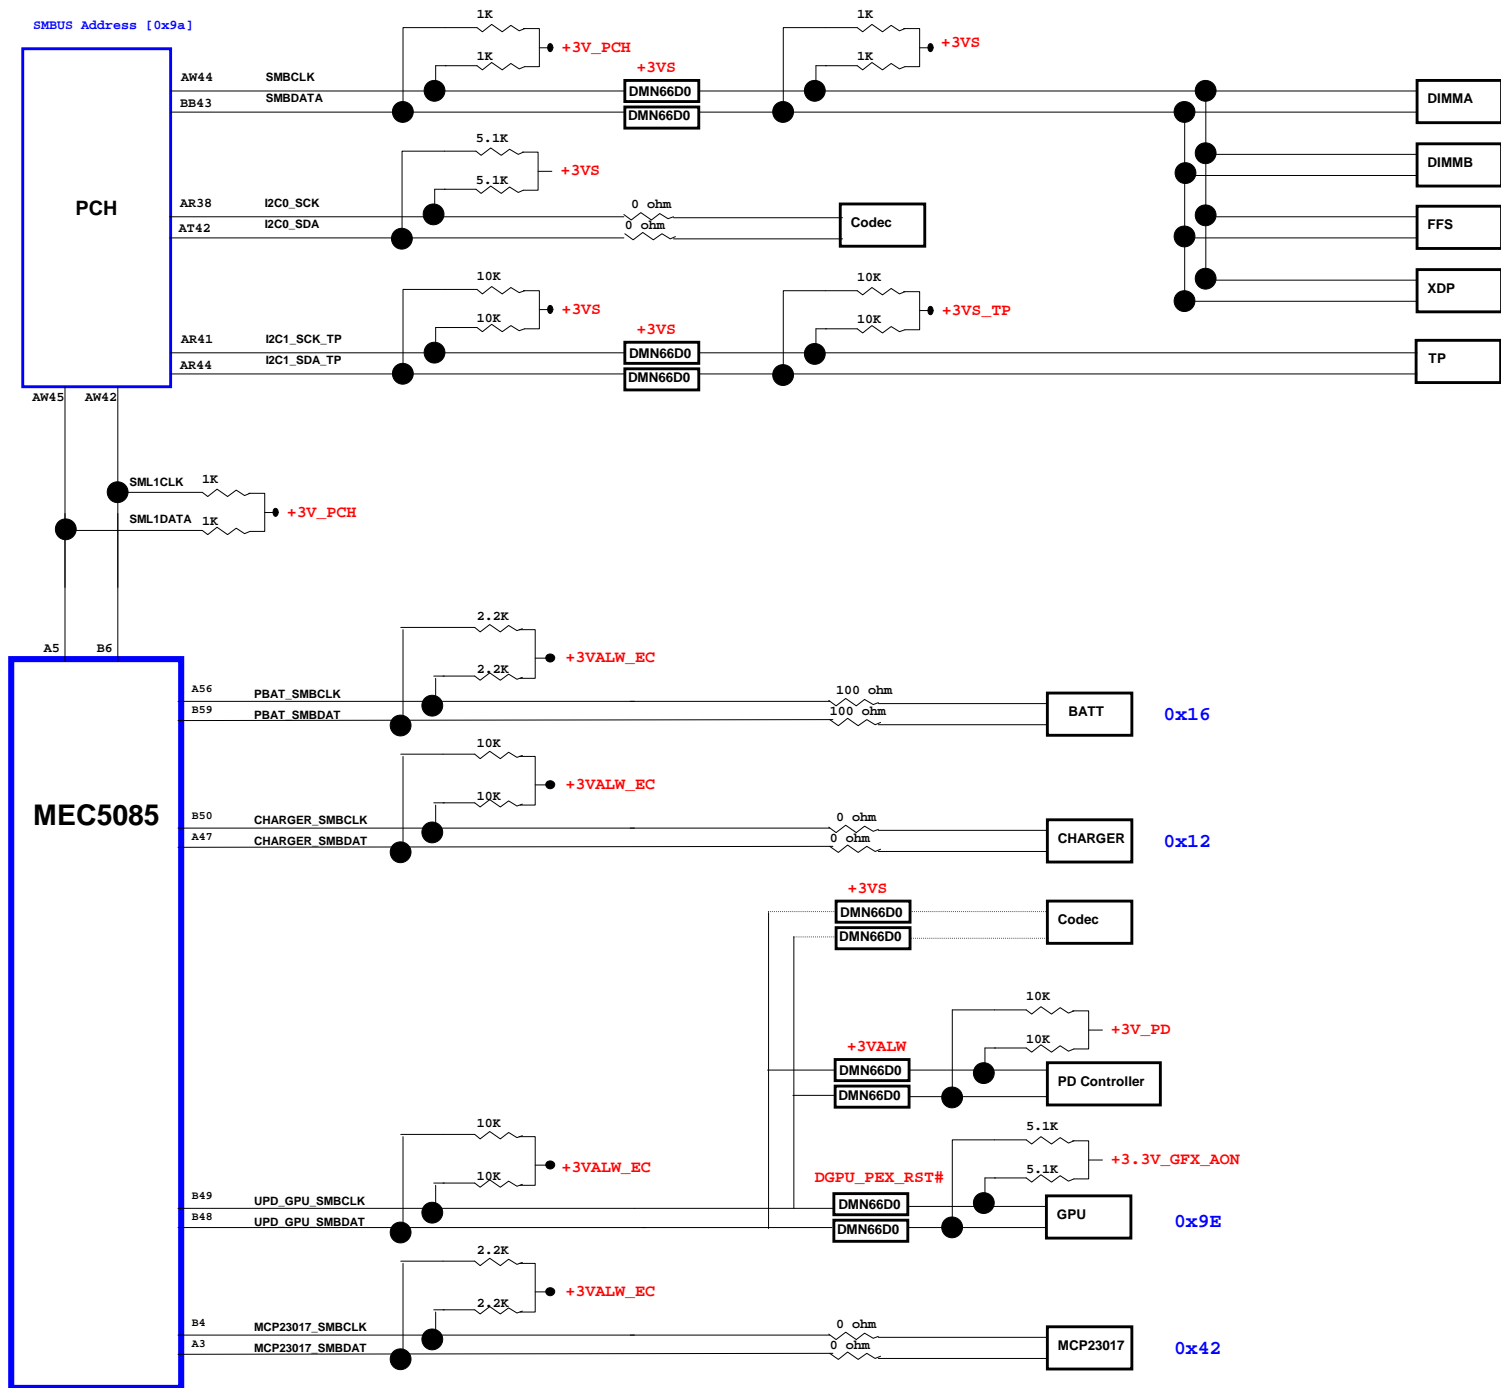 SMBUS Address [0x9a]
1K
1K
+3V_PCH
1K
1K
+3VS
PCH
AW44 SMBCLK
BB43 SMBDATA
+3VS
DMN66D0
DMN66D0
DIMMA
DIMMB
FFS
XDP
5.1K
5.1K
+3VS
AR38 I2C0_SCK
AT42 I2C0_SDA
0 ohm
0 ohm
Codec
10K
10K
+3VS
10K
10K
+3VS_TP
AR41 I2C1_SCK_TP
AR44 I2C1_SDA_TP
+3VS
DMN66D0
DMN66D0
TP
AW45 AW42
SML1CLK 1K
SML1DATA 1K
+3V_PCH
A5 B6
MEC5085
2.2K
2.2K
+3VALW_EC
A56 PBAT_SMBCLK
B59 PBAT_SMBDAT
100 ohm
100 ohm
BATT 0x16
10K
10K
+3VALW_EC
B50 CHARGER_SMBCLK
A47 CHARGER_SMBDAT
0 ohm
0 ohm
CHARGER 0x12
+3VS
DMN66D0
DMN66D0
Codec
10K
10K
+3V_PD
+3VALW
DMN66D0
DMN66D0
PD Controller
10K
10K
+3VALW_EC
5.1K
5.1K
+3.3V_GFX_AON
B49 UPD_GPU_SMBCLK
B48 UPD_GPU_SMBDAT
DGPU_PEX_RST#
DMN66D0
DMN66D0
GPU 0x9E
2.2K
2.2K
+3VALW_EC
B4 MCP23017_SMBCLK
A3 MCP23017_SMBDAT
0 ohm
0 ohm
MCP23017 0x42